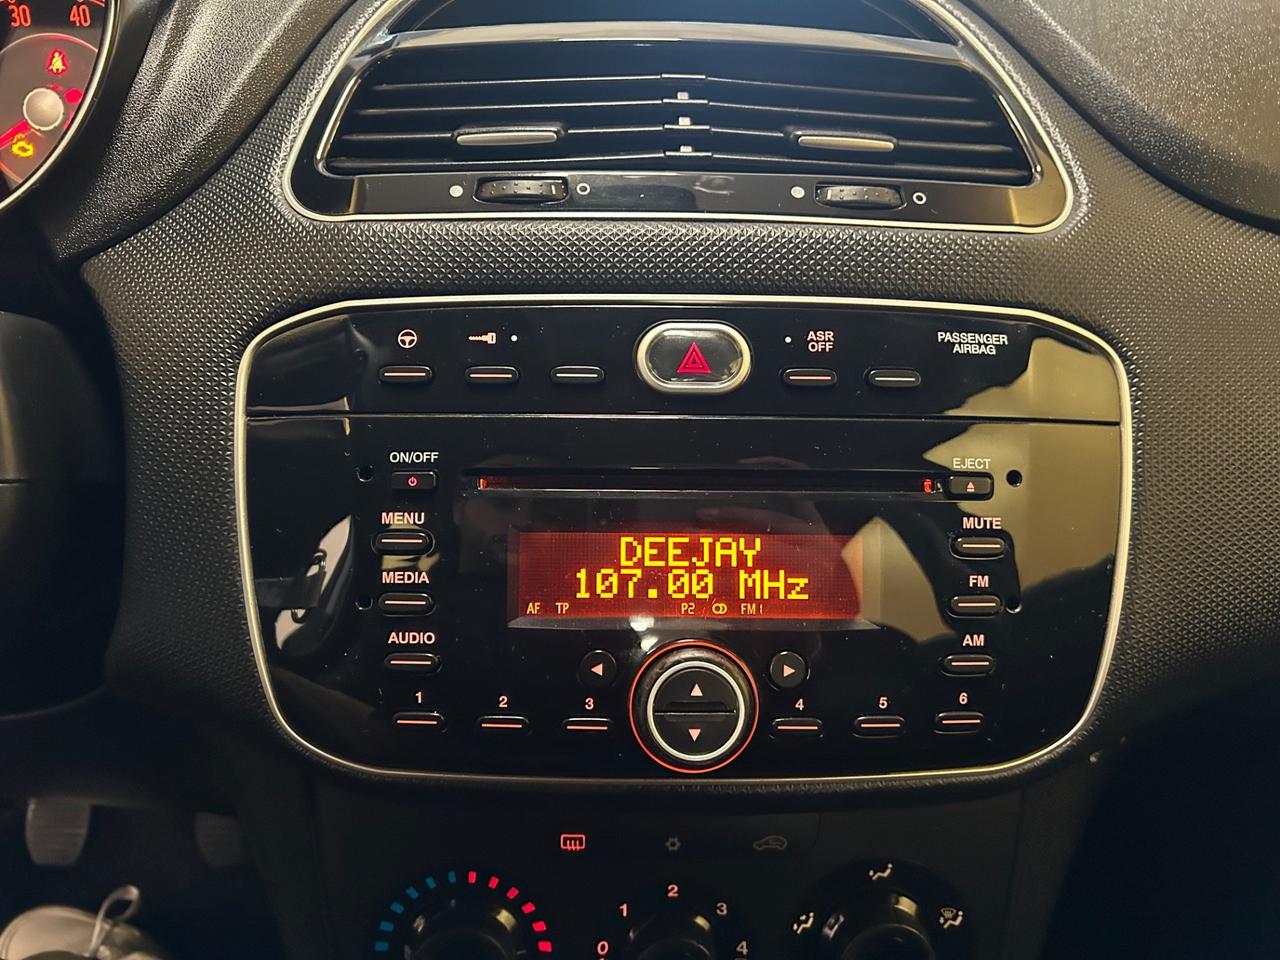 30 40
ASR
OFF
PASSENGER
AIRBAG
ON/OFF
EJECT
MENU
MUTE
MEDIA
FM
AUDIO
AM
DEEJAY
107.00 MHz
AF TP P2 FM1
1 2 3 4 5 6
0 1 2 3 4